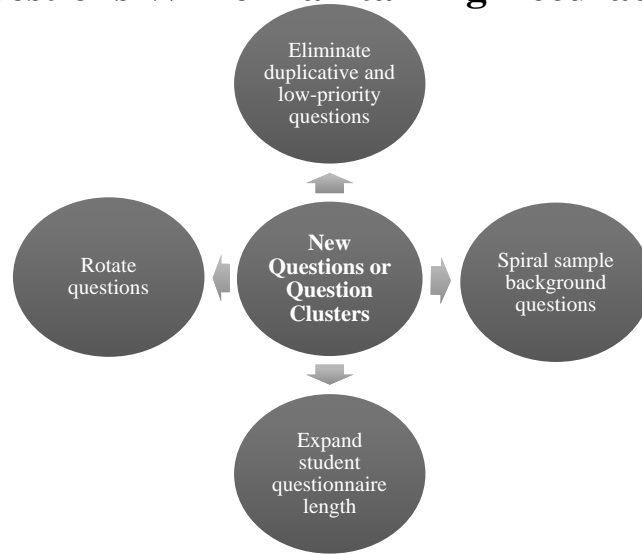 Eliminate
duplicative and
low-priority
questions
Rotate
questions
New
Questions or
Question
Clusters
Spiral sample
background
questions
Expand
student
questionnaire
length